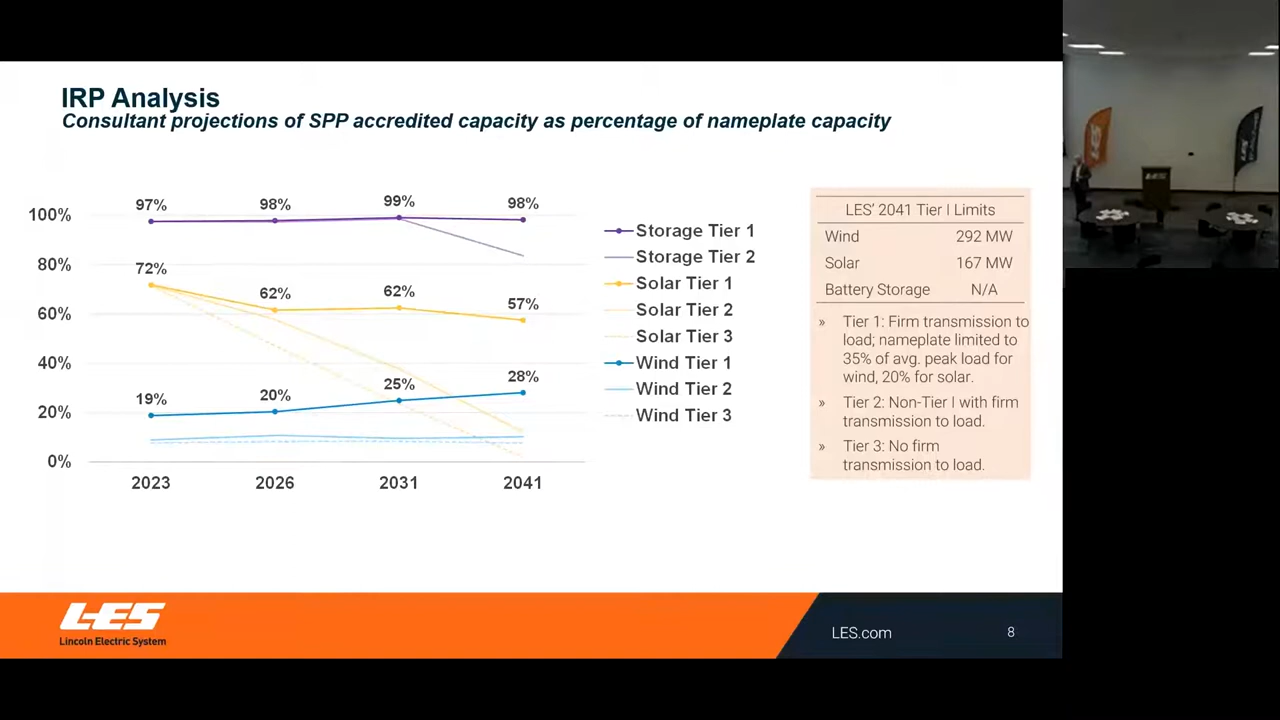 IRP Analysis
Consultant projections of SPP accredited capacity as percentage of nameplate capacity
100%
80%
60%
40%
20%
0%
97%
98%
99%
98%
72%
62%
62%
57%
19%
20%
25%
28%
2023
2026
2031
2041
Storage Tier 1
Storage Tier 2
Solar Tier 1
Solar Tier 2
Solar Tier 3
Wind Tier 1
Wind Tier 2
Wind Tier 3
LES' 2041 Tier I Limits
Wind 292 MW
Solar 167 MW
Battery Storage N/A
» Tier 1: Firm transmission to
load; nameplate limited to
35% of avg. peak load for
wind, 20% for solar.
» Tier 2: Non-Tier I with firm
transmission to load.
» Tier 3: No firm
transmission to load.
LES
Lincoln Electric System
LES.com
8
LES
LES
LES